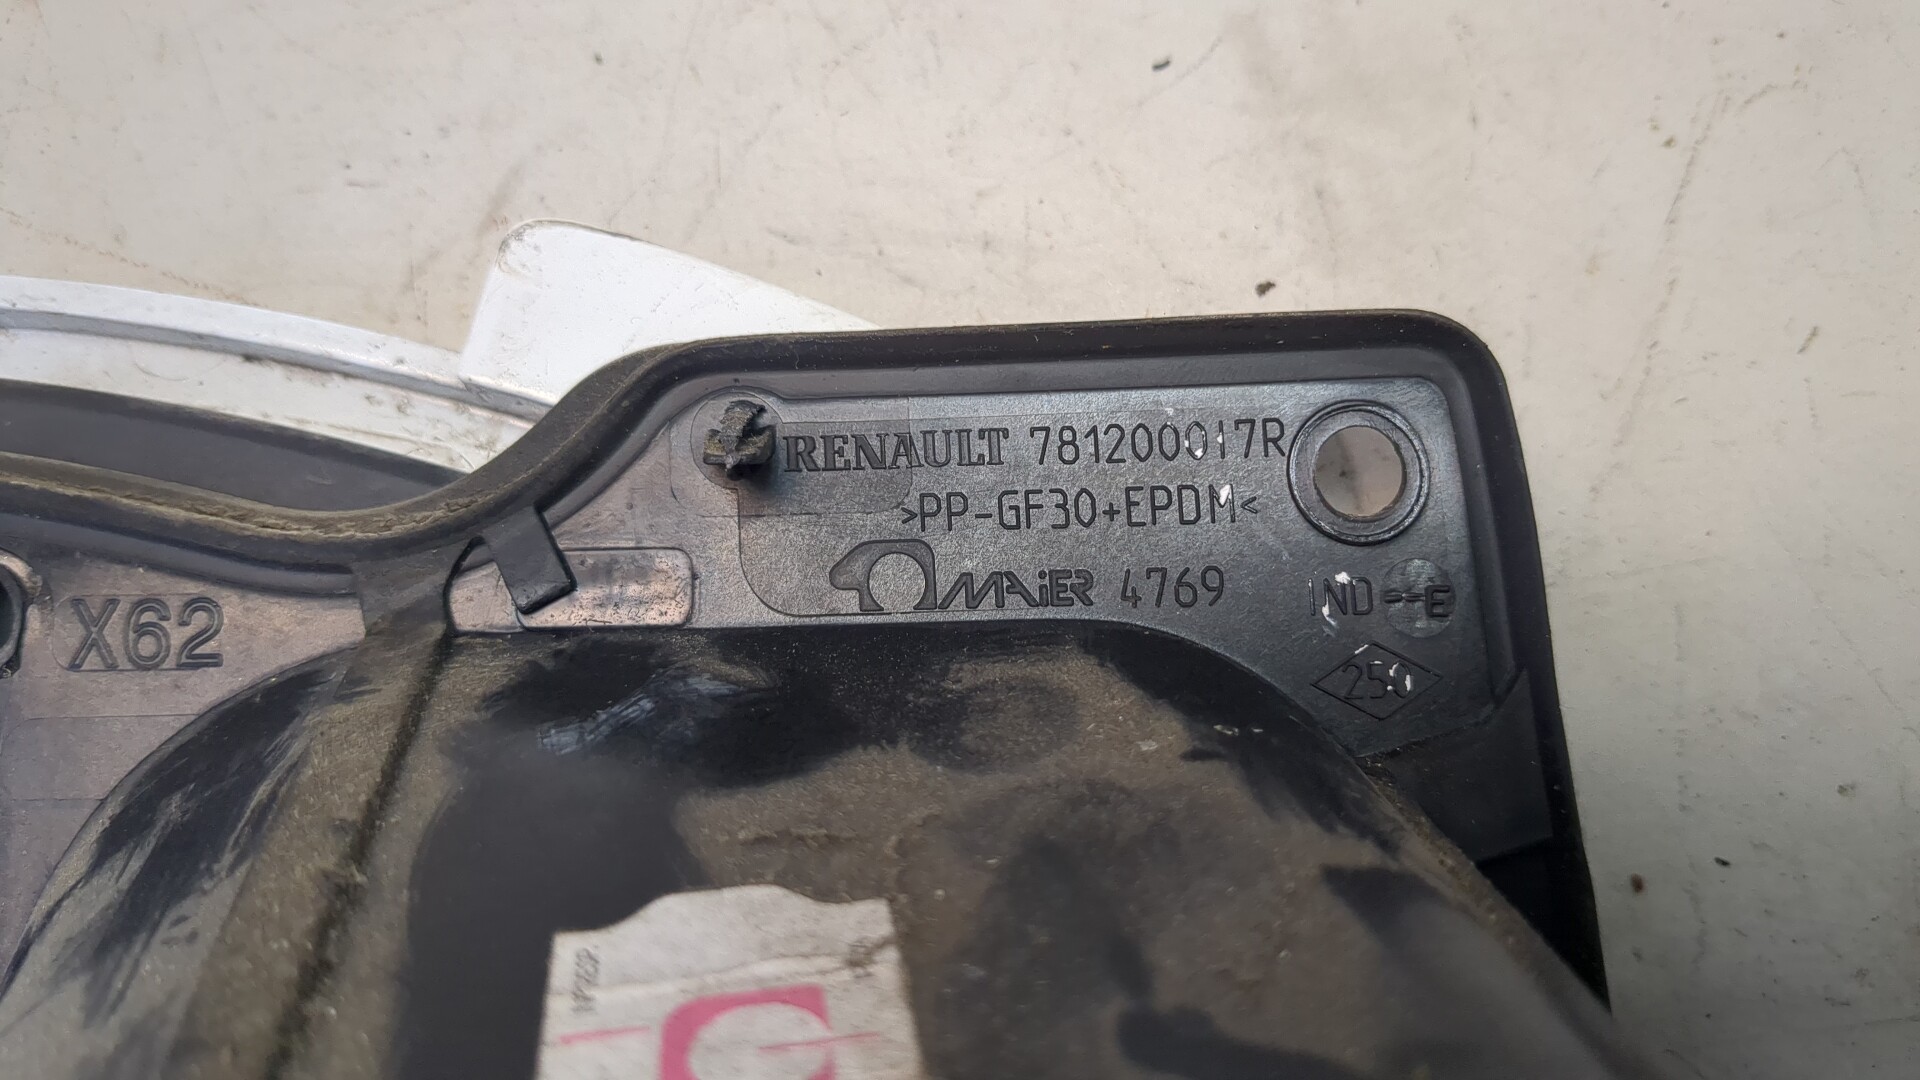 RENAULT 781200017R
>PP-GF30+EPDM<
MAiER 4769
IND--E
250
X62